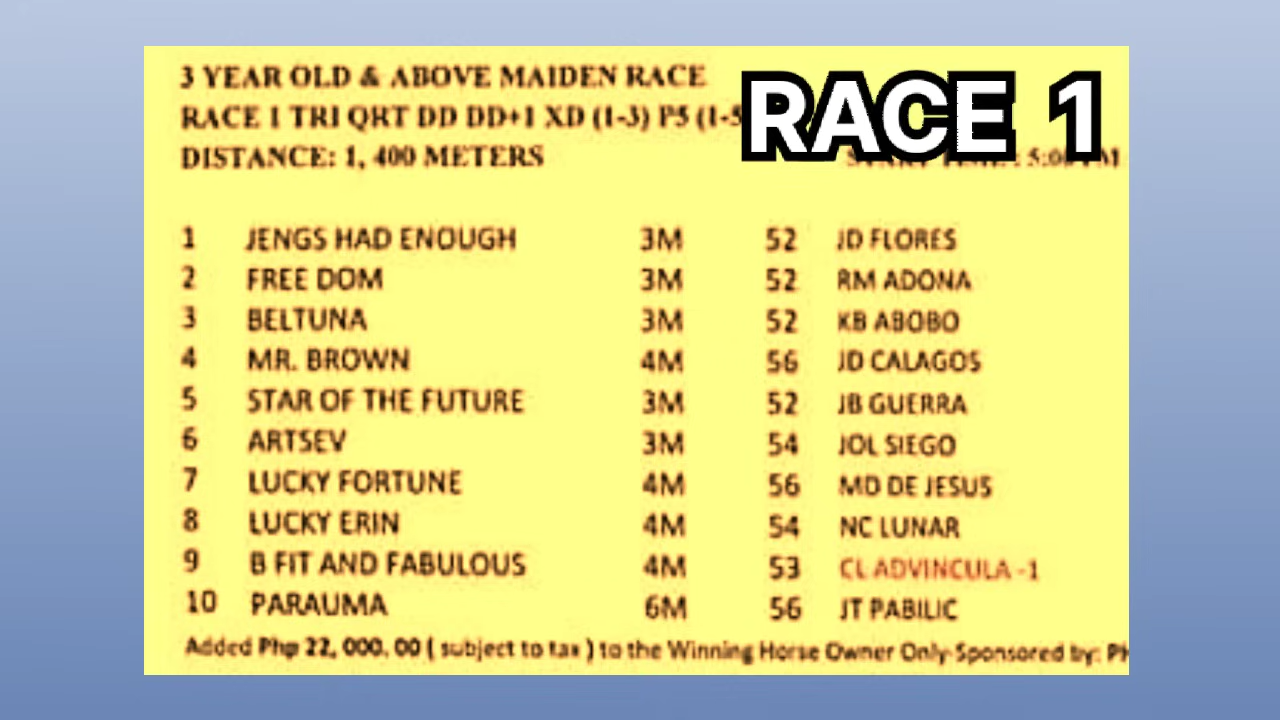 3 YEAR OLD & ABOVE MAIDEN RACE
RACE 1
RACE 1 TRI QRT DD DD+1 XD (1-3) P5 (1-5
DISTANCE: 1, 400 METERS
1 JENGS HAD ENOUGH 3M 52 JD FLORES
2 FREE DOM 3M 52 RM ADONA
3 BELTUNA 3M 52 KB ABOBO
4 MR. BROWN 4M 56 JD CALAGOS
5 STAR OF THE FUTURE 3M 52 JB GUERRA
6 ARTSEV 3M 54 JOL SIEGO
7 LUCKY FORTUNE 4M 56 MD DE JESUS
8 LUCKY ERIN 4M 54 NC LUNAR
9 B FIT AND FABULOUS 4M 53 CL ADVINCULA -1
10 PARAUMA 6M 56 JT PABILIC
Added Php 22, 000. 00 ( subject to tax ) to the Winning Horse Owner Only-Sponsored by: